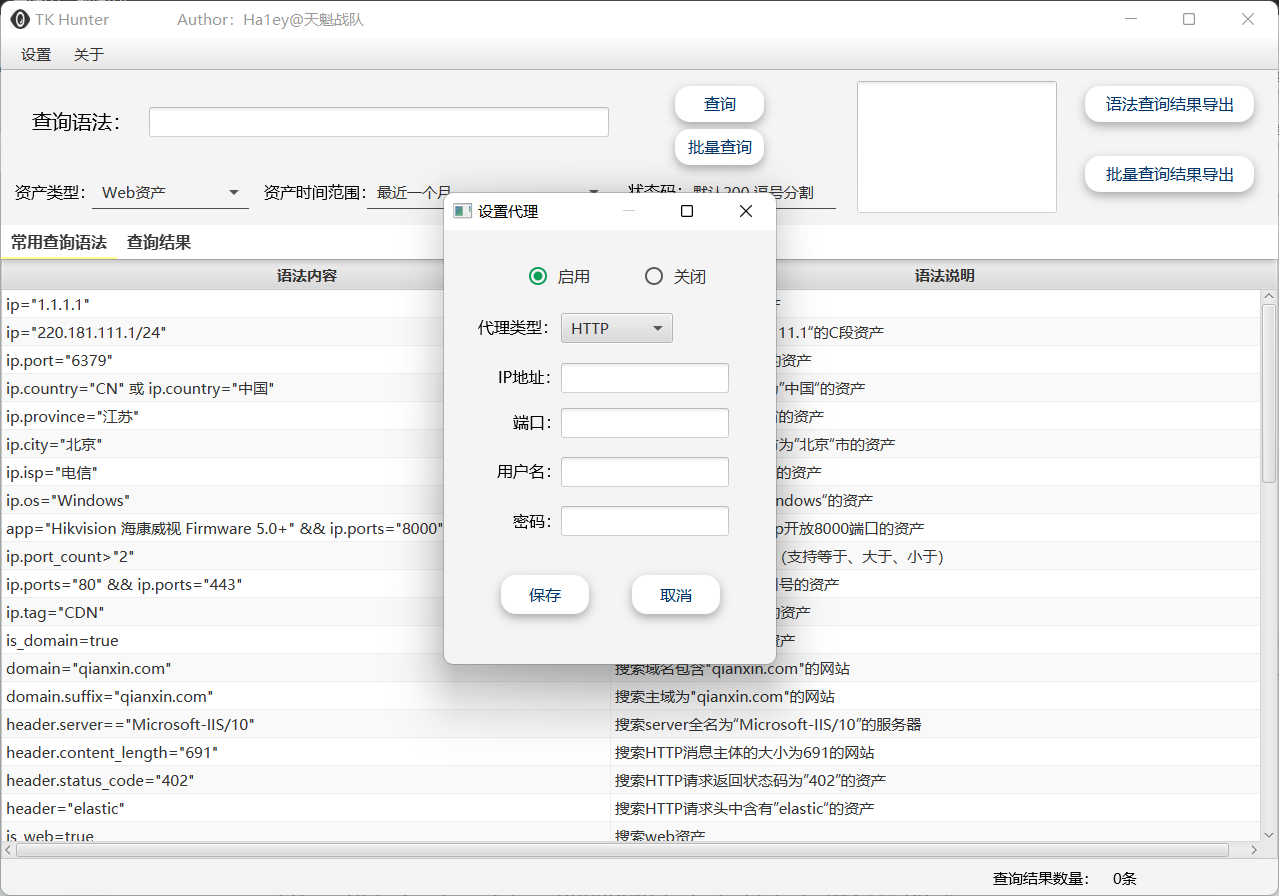 TK Hunter Author：Ha1ey@天魁战队
设置 关于
查询语法：
查询
批量查询
语法查询结果导出
批量查询结果导出
资产类型： Web资产 资产时间范围： 最近一个月 状态码： 默认200,逗号分割
常用查询语法 查询结果
语法内容 语法说明
ip="1.1.1.1"
ip="220.181.111.1/24" 11.1"的C段资产
ip.port="6379" 的资产
ip.country="CN" 或 ip.country="中国" "中国"的资产
ip.province="江苏" 的资产
ip.city="北京" 为"北京"市的资产
ip.isp="电信" 的资产
ip.os="Windows" ndows"的资产
app="Hikvision 海康威视 Firmware 5.0+" && ip.ports="8000" p开放8000端口的资产
ip.port_count>"2" (支持等于、大于、小于)
ip.ports="80" && ip.ports="443" 号的资产
ip.tag="CDN" 的资产
is_domain=true 产
domain="qianxin.com" 搜索域名包含"qianxin.com"的网站
domain.suffix="qianxin.com" 搜索主域为"qianxin.com"的网站
header.server=="Microsoft-IIS/10" 搜索server全名为"Microsoft-IIS/10"的服务器
header.content_length="691" 搜索HTTP消息主体的大小为691的网站
header.status_code="402" 搜索HTTP请求返回状态码为"402"的资产
header="elastic" 搜索HTTP请求头中含有"elastic"的资产
is_web=true 搜索web资产
查询结果数量： 0条
设置代理
启用 关闭
代理类型： HTTP
IP地址：
端口：
用户名：
密码：
保存 取消